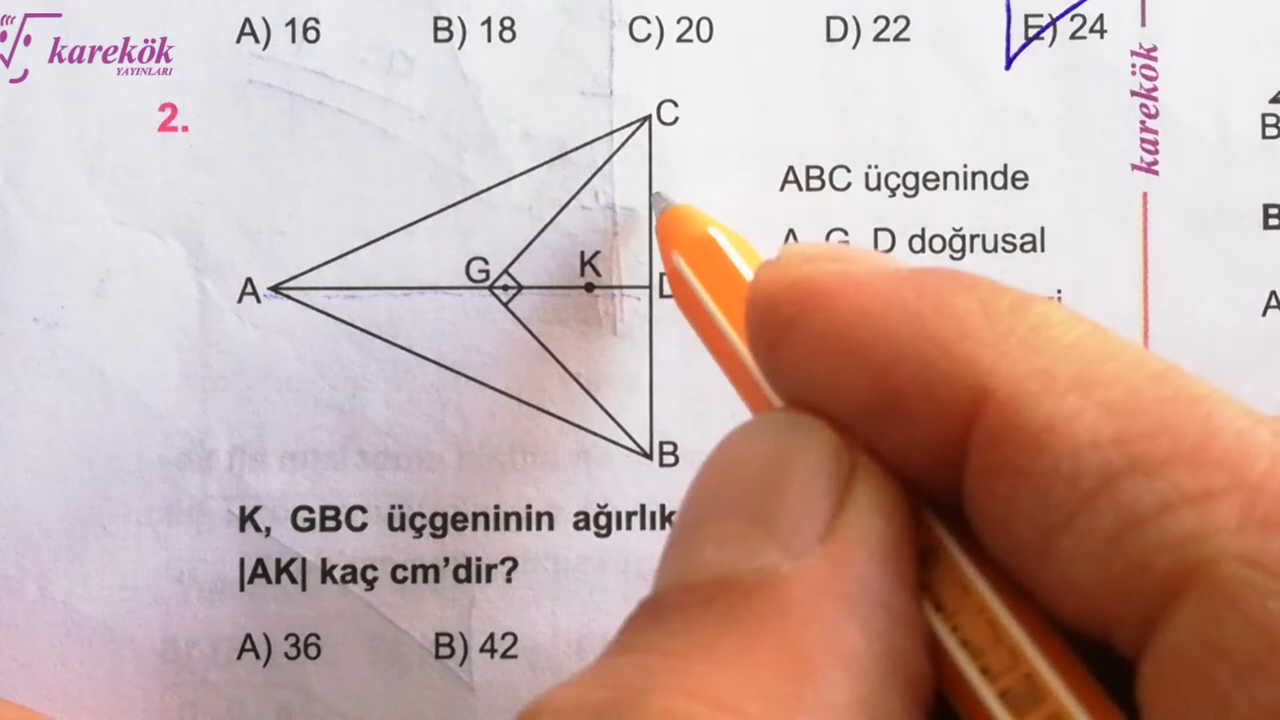 karekök
YAYINLARI
A) 16 B) 18 C) 20 D) 22 E) 24
karekök
2.
C
ABC üçgeninde
A, G, D doğrusal
A G K
B
K, GBC üçgeninin ağırlık
|AK| kaç cm'dir?
A) 36 B) 42
B
B
A